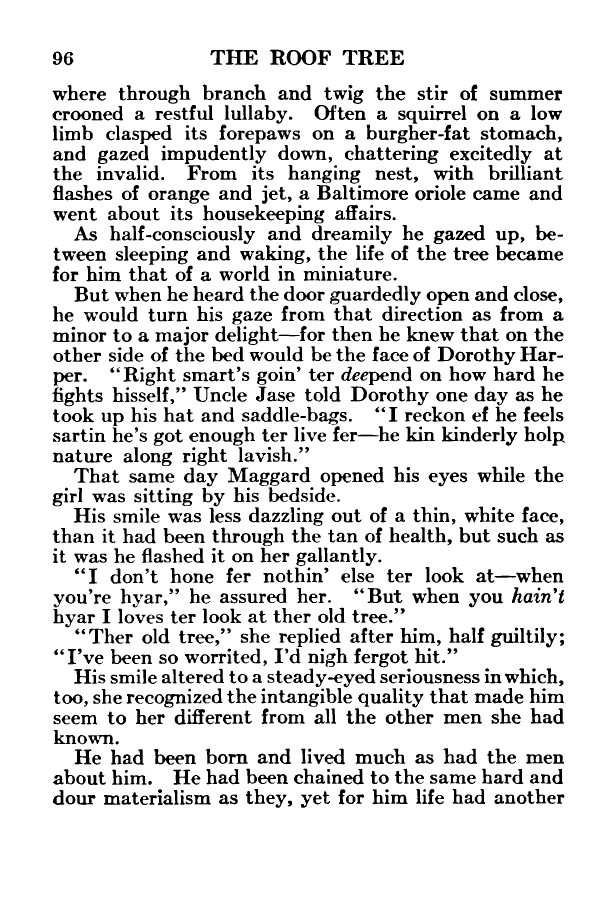 96 THE ROOF TREE
where through branch and twig the stir of summer
crooned a restful lullaby. Often a squirrel on a low
limb clasped its forepaws on a burgher-fat stomach,
and gazed impudently down, chattering excitedly at
the invalid. From its hanging nest, with brilliant
flashes of orange and jet, a Baltimore oriole came and
went about its housekeeping affairs.
As half-consciously and dreamily he gazed up, be-
tween sleeping and waking, the life of the tree became
for him that of a world in miniature.
But when he heard the door guardedly open and close,
he would turn his gaze from that direction as from a
minor to a major delight—for then he knew that on the
other side of the bed would be the face of Dorothy Har-
per. "Right smart's goin' ter deepend on how hard he
fights hisself," Uncle Jase told Dorothy one day as he
took up his hat and saddle-bags. "I reckon ef he feels
sartin he's got enough ter live fer—he kin kinderly holp
nature along right lavish."
That same day Maggard opened his eyes while the
girl was sitting by his bedside.
His smile was less dazzling out of a thin, white face,
than it had been through the tan of health, but such as
it was he flashed it on her gallantly.
"I don't hone fer nothin' else ter look at—when
you're hyar," he assured her. "But when you hain't
hyar I loves ter look at ther old tree."
"Ther old tree," she replied after him, half guiltily;
"I've been so worrited, I'd nigh fergot hit."
His smile altered to a steady-eyed seriousness in which,
too, she recognized the intangible quality that made him
seem to her different from all the other men she had
known.
He had been born and lived much as had the men
about him. He had been chained to the same hard and
dour materialism as they, yet for him life had another